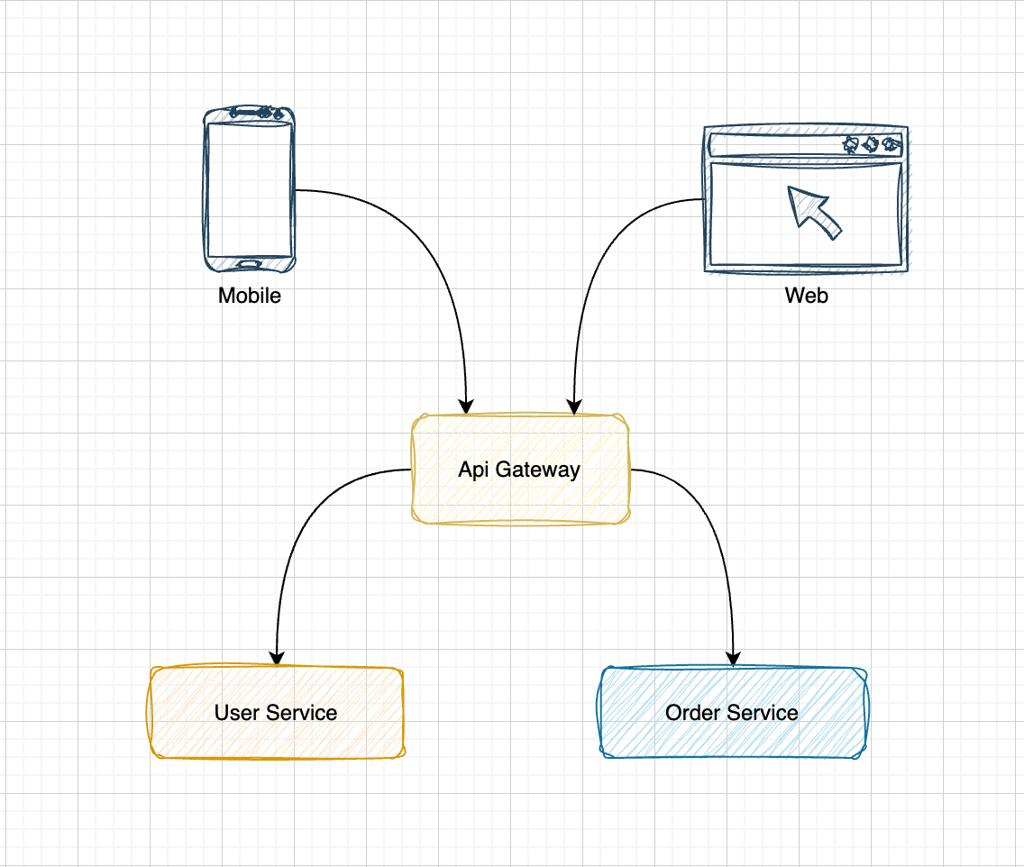 Mobile
Web
Api Gateway
User Service
Order Service